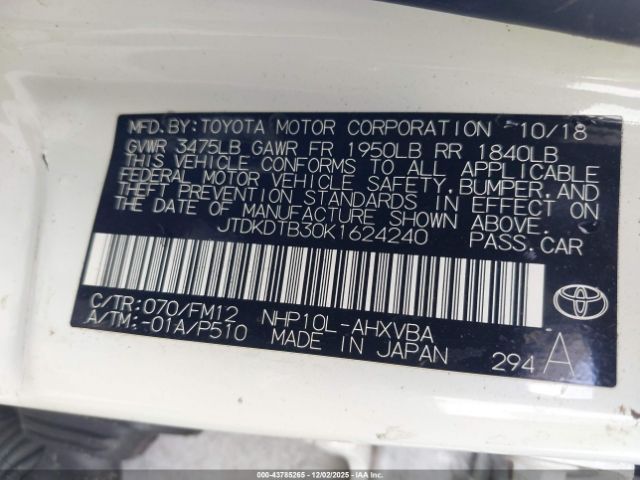 MFD.BY:TOYOTA MOTOR CORPORATION 10/18
GVWR 3475LB GAWR FR 1950LB RR 1840LB
THIS VEHICLE CONFORMS TO ALL APPLICABLE
FEDERAL MOTOR VEHICLE SAFETY,BUMPER,AND
THEFT PREVENTION STANDARDS IN EFFECT ON
THE DATE OF MANUFACTURE SHOWN ABOVE.
JTDKDTB30K1624240 PASS.CAR
C/TR:070/FM12 NHP10L-AHXVBA
A/TM:-01A/P510 MADE IN JAPAN 294 A
000-43785265 12/02/2025 IAA